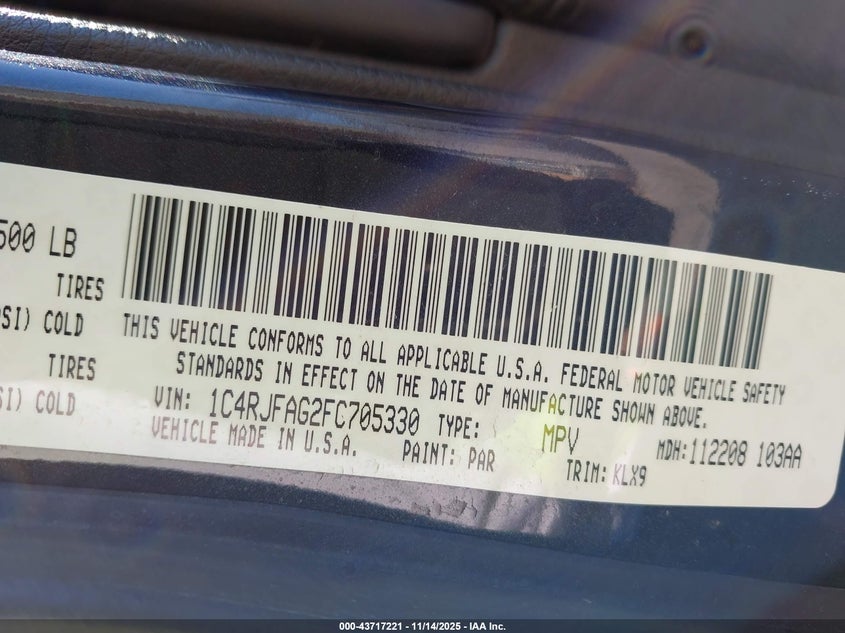 500 LB
TIRES
SI) COLD
TIRES
SI) COLD
THIS VEHICLE CONFORMS TO ALL APPLICABLE U.S.A. FEDERAL MOTOR VEHICLE SAFETY
STANDARDS IN EFFECT ON THE DATE OF MANUFACTURE SHOWN ABOVE.
VIN: 1C4RJFAG2FC705330 TYPE: MPV MDH:112208 103AA
VEHICLE MADE IN U.S.A. PAINT: PAR TRIM: KLX9
000-43717221 - 11/14/2025 - IAA Inc.